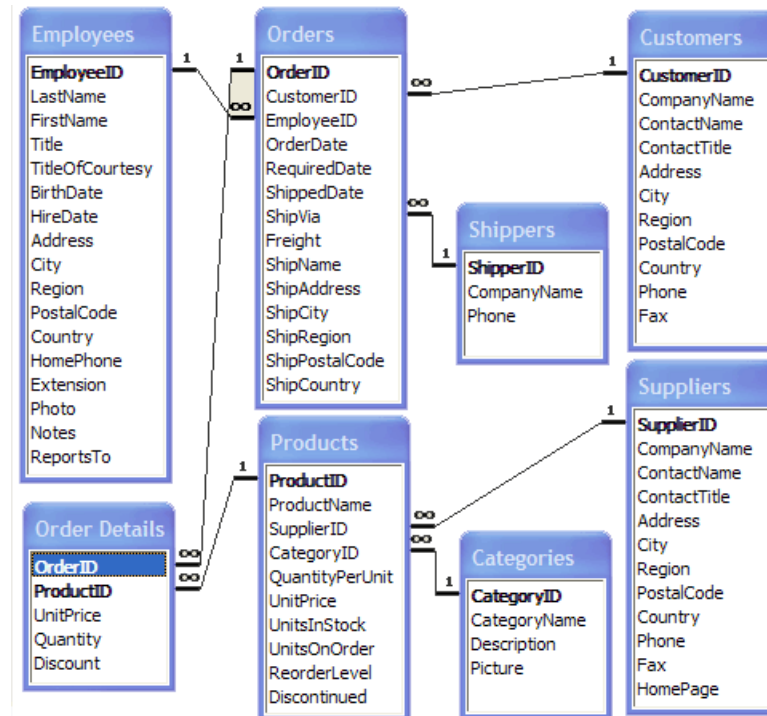 Employees
EmployeeID
LastName
FirstName
Title
TitleOfCourtesy
BirthDate
HireDate
Address
City
Region
PostalCode
Country
HomePhone
Extension
Photo
Notes
ReportsTo
1
1
∞
Orders
OrderID
CustomerID
EmployeeID
OrderDate
RequiredDate
ShippedDate
ShipVia
Freight
ShipName
ShipAddress
ShipCity
ShipRegion
ShipPostalCode
ShipCountry
∞
1
∞
1
Customers
CustomerID
CompanyName
ContactName
ContactTitle
Address
City
Region
PostalCode
Country
Phone
Fax
Shippers
ShipperID
CompanyName
Phone
Order Details
OrderID
ProductID
UnitPrice
Quantity
Discount
∞
∞
1
Products
ProductID
ProductName
SupplierID
CategoryID
QuantityPerUnit
UnitPrice
UnitsInStock
UnitsOnOrder
ReorderLevel
Discontinued
∞
∞
1
1
Categories
CategoryID
CategoryName
Description
Picture
Suppliers
SupplierID
CompanyName
ContactName
ContactTitle
Address
City
Region
PostalCode
Country
Phone
Fax
HomePage